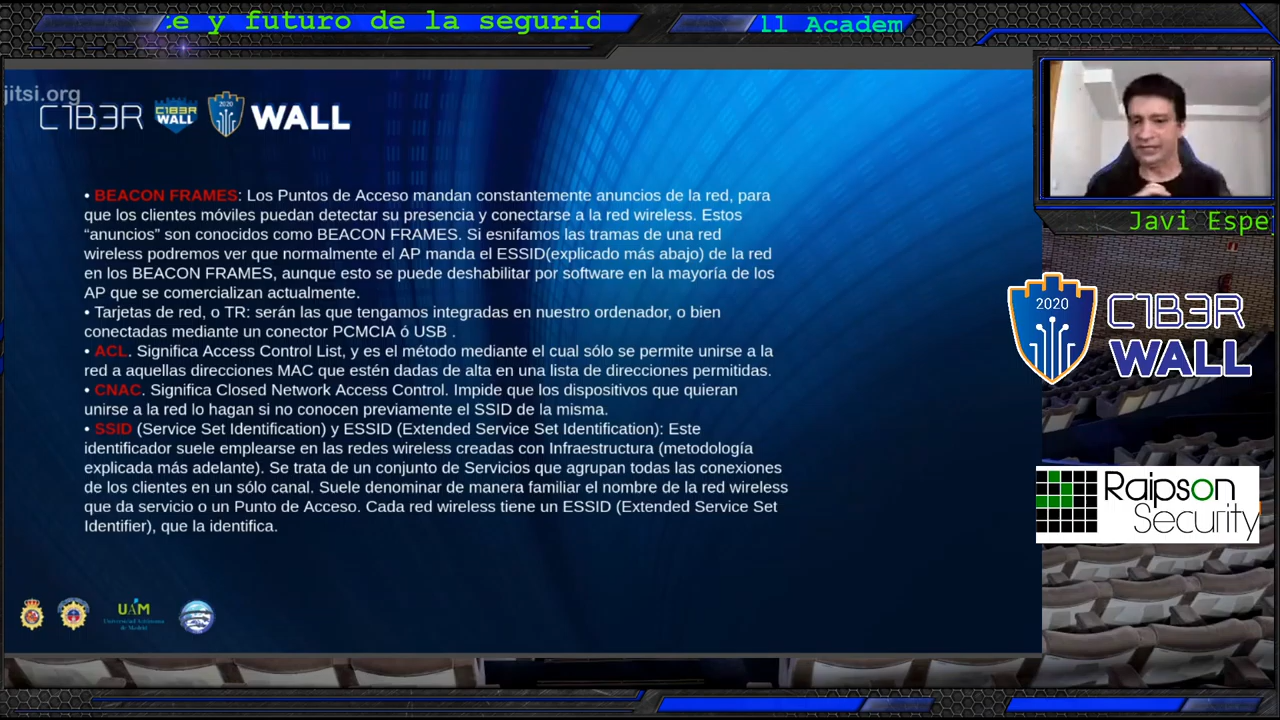 e y futuro de la segurid
ll Academ
jitsi.org
C1B3R
C1B3R
WALL
2020
WALL
• BEACON FRAMES: Los Puntos de Acceso mandan constantemente anuncios de la red, para
que los clientes móviles puedan detectar su presencia y conectarse a la red wireless. Estos
“anuncios” son conocidos como BEACON FRAMES. Si esnifamos las tramas de una red
wireless podremos ver que normalmente el AP manda el ESSID(explicado más abajo) de la red
en los BEACON FRAMES, aunque esto se puede deshabilitar por software en la mayoría de los
AP que se comercializan actualmente.
• Tarjetas de red, o TR: serán las que tengamos integradas en nuestro ordenador, o bien
conectadas mediante un conector PCMCIA ó USB .
• ACL. Significa Access Control List, y es el método mediante el cual sólo se permite unirse a la
red a aquellas direcciones MAC que estén dadas de alta en una lista de direcciones permitidas.
• CNAC. Significa Closed Network Access Control. Impide que los dispositivos que quieran
unirse a la red lo hagan si no conocen previamente el SSID de la misma.
• SSID (Service Set Identification) y ESSID (Extended Service Set Identification): Este
identificador suele emplearse en las redes wireless creadas con Infraestructura (metodología
explicada más adelante). Se trata de un conjunto de Servicios que agrupan todas las conexiones
de los clientes en un sólo canal. Suele denominar de manera familiar el nombre de la red wireless
que da servicio o un Punto de Acceso. Cada red wireless tiene un ESSID (Extended Service Set
Identifier), que la identifica.
UAM
Universidad Autónoma
de Madrid
Javi Espe
2020
C1B3R
WALL
Raipson
Security